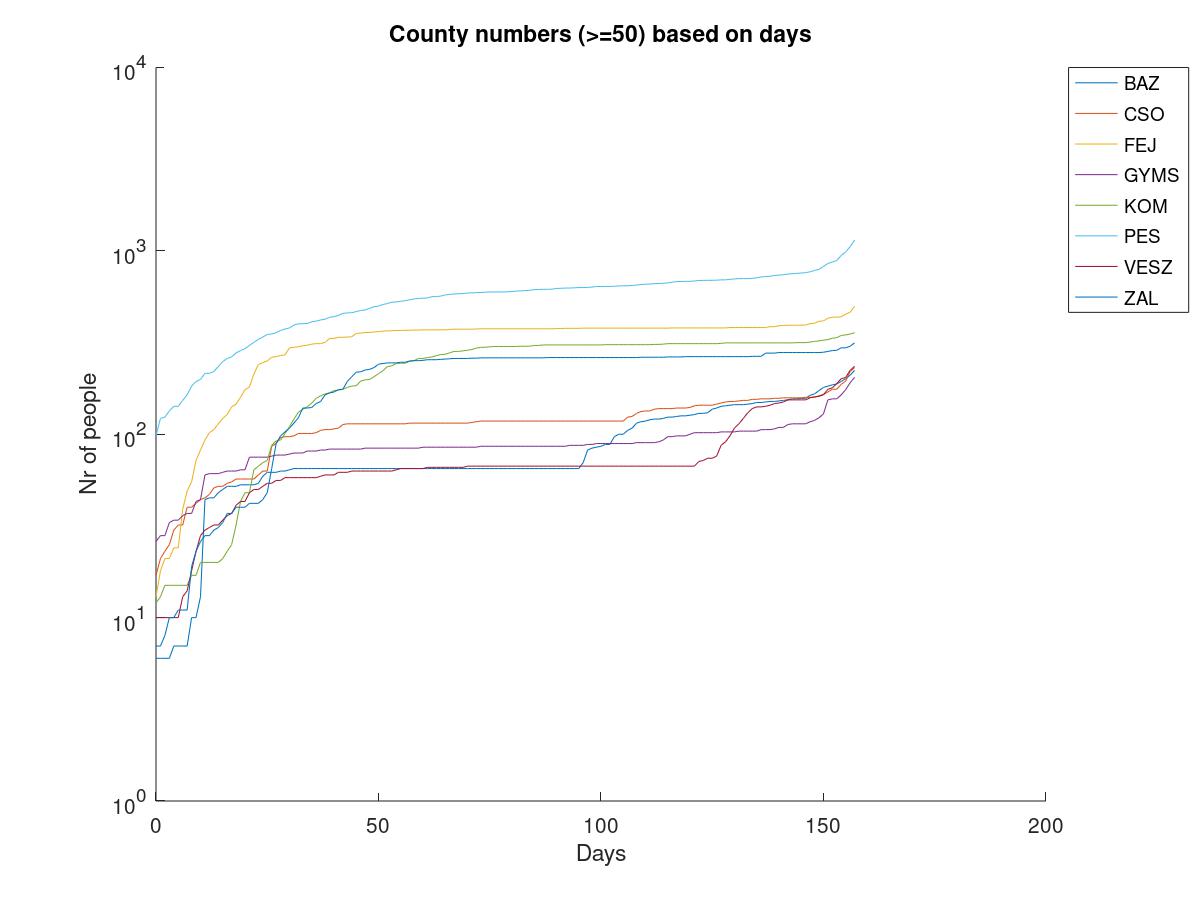 County numbers (>=50) based on days
10^4
10^3
10^2
10^1
10^0
Nr of people
0 50 100 150 200
Days
BAZ
CSO
FEJ
GYMS
KOM
PES
VESZ
ZAL